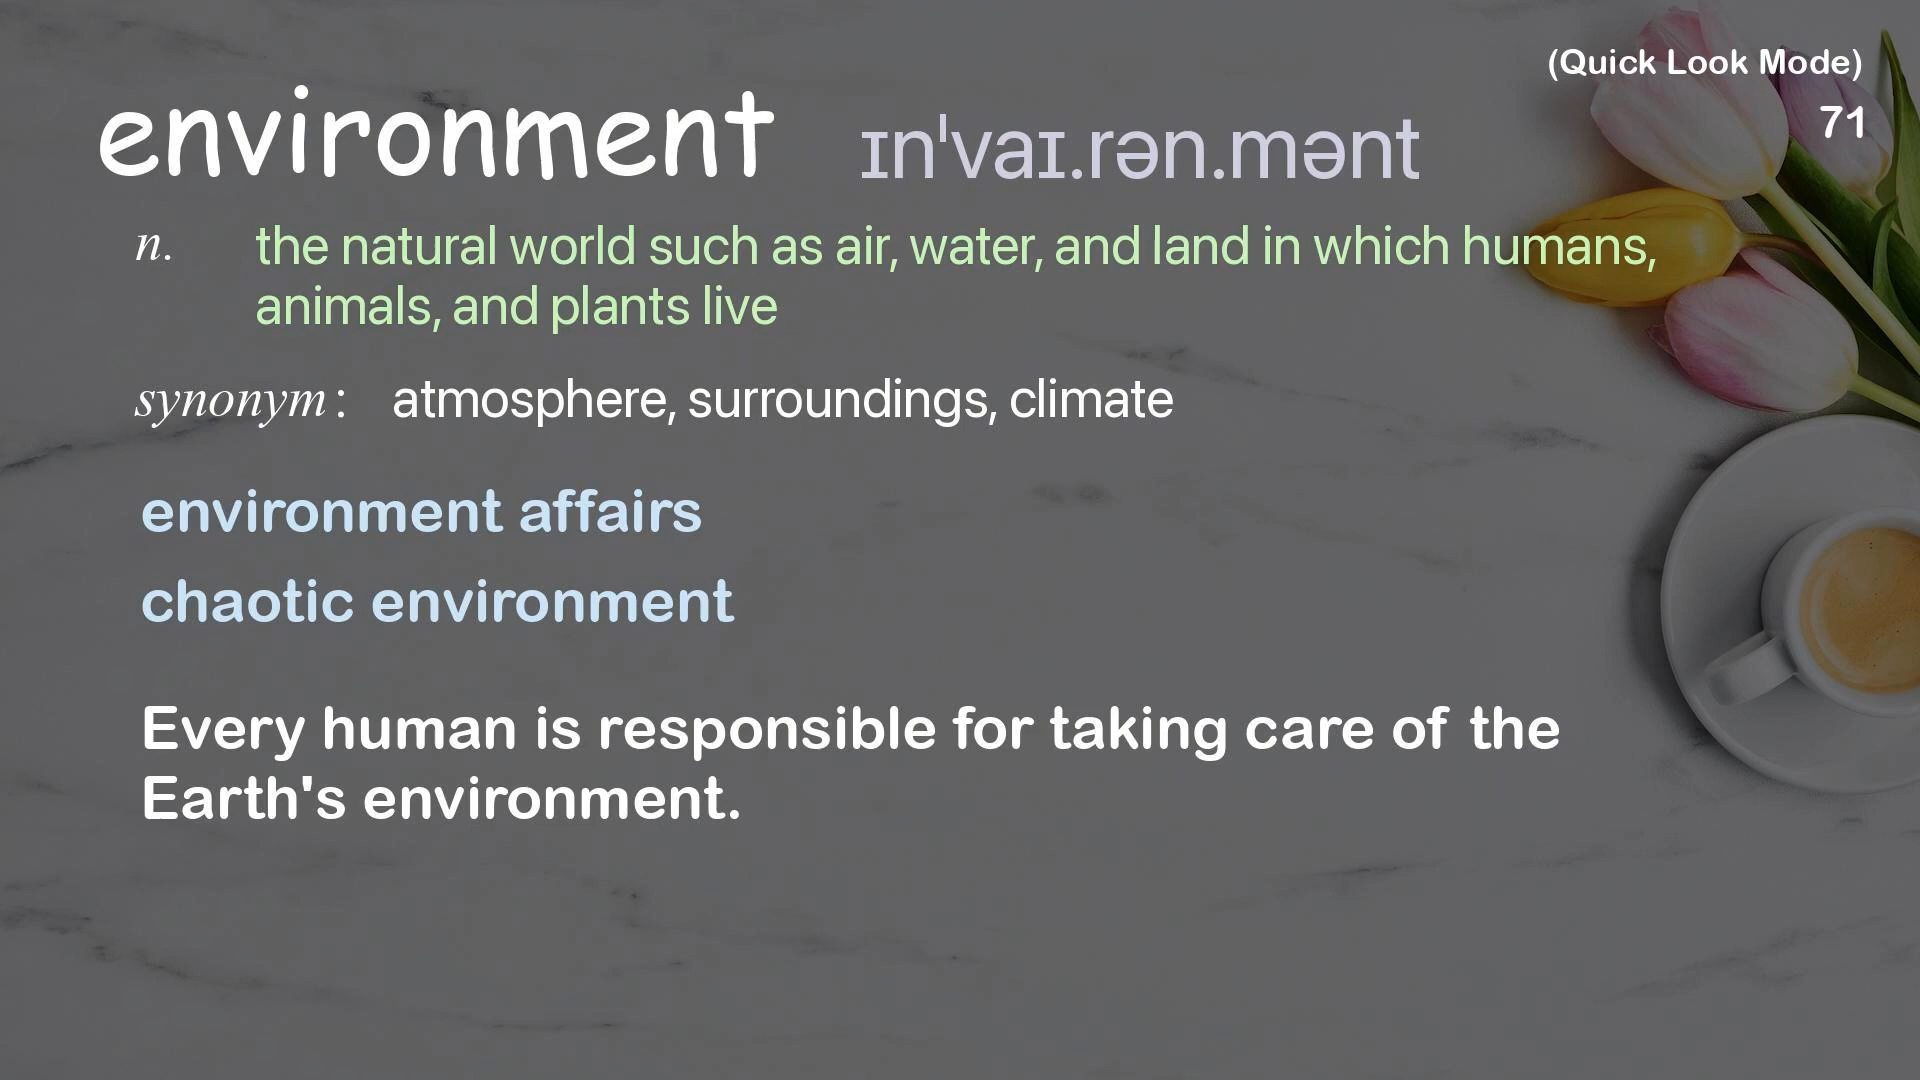 (Quick Look Mode)
71
environment ɪnˈvaɪ.rən.mənt
n. the natural world such as air, water, and land in which humans,
animals, and plants live
synonym: atmosphere, surroundings, climate
environment affairs
chaotic environment
Every human is responsible for taking care of the
Earth's environment.